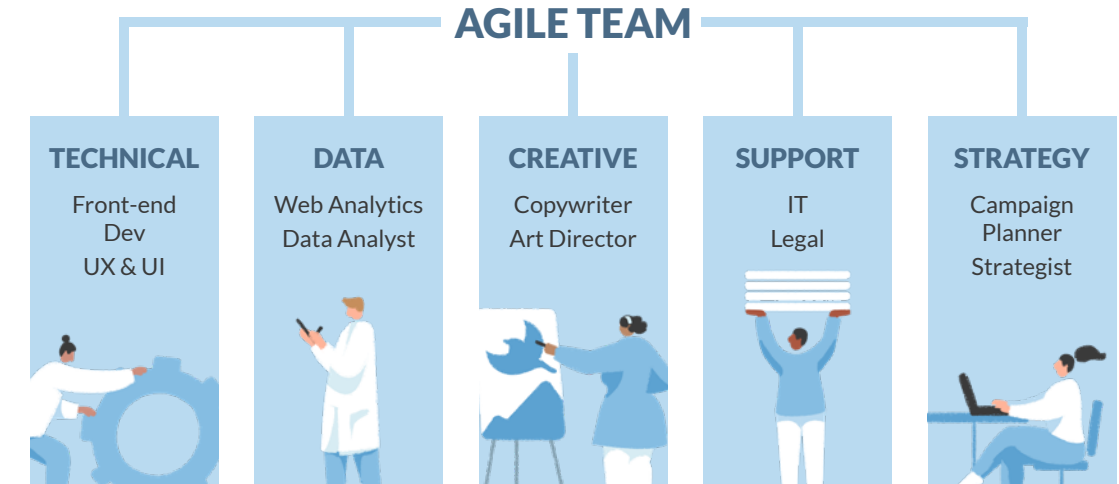 AGILE TEAM
TECHNICAL
Front-end
Dev
UX & UI
DATA
Web Analytics
Data Analyst
CREATIVE
Copywriter
Art Director
SUPPORT
IT
Legal
STRATEGY
Campaign
Planner
Strategist